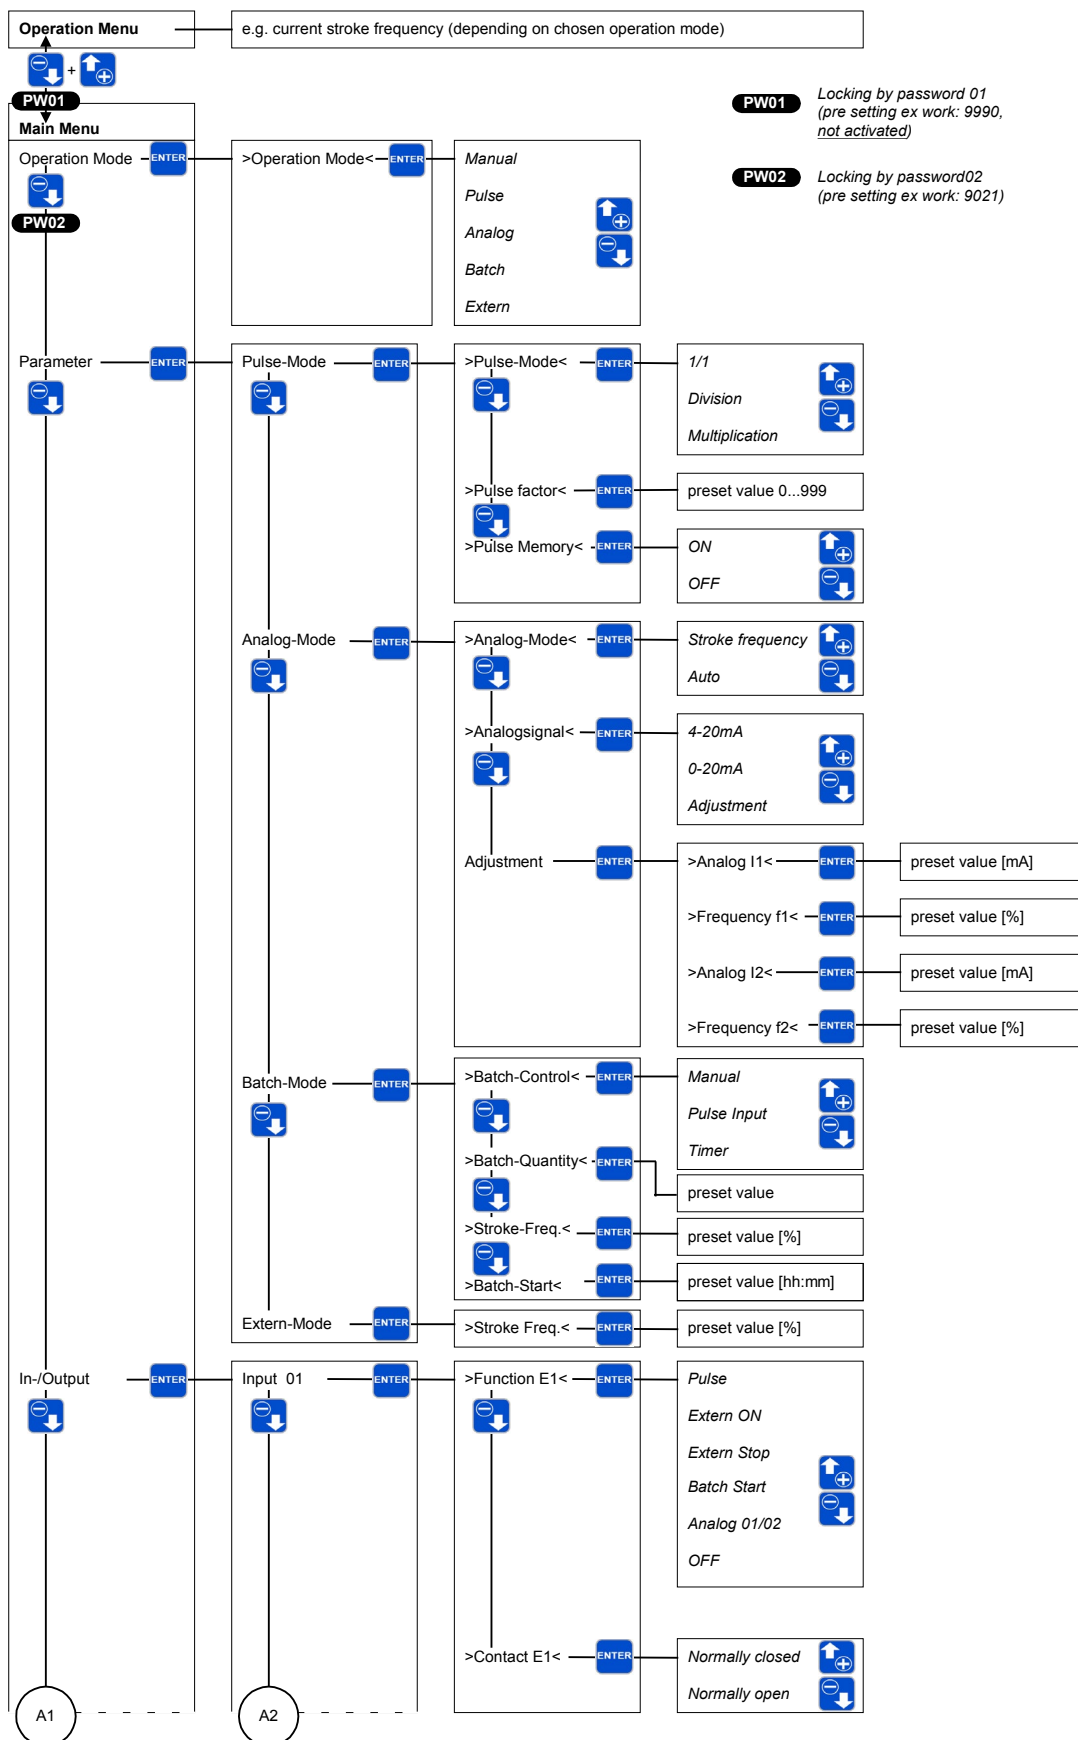 Operation Menu
e.g. current stroke frequency (depending on chosen operation mode)
+
PW01
Main Menu
PW01
Locking by password 01
(pre setting ex work: 9990,
not activated)
PW02
Locking by password02
(pre setting ex work: 9021)
Operation Mode
ENTER
>Operation Mode<
ENTER
Manual
Pulse
Analog
Batch
Extern
PW02
Parameter
ENTER
Pulse-Mode
ENTER
>Pulse-Mode<
ENTER
1/1
Division
Multiplication
>Pulse factor<
ENTER
preset value 0...999
>Pulse Memory<
ENTER
ON
OFF
Analog-Mode
ENTER
>Analog-Mode<
ENTER
Stroke frequency
Auto
>Analogsignal<
ENTER
4-20mA
0-20mA
Adjustment
Adjustment
ENTER
>Analog I1<
ENTER
preset value [mA]
>Frequency f1<
ENTER
preset value [%]
>Analog I2<
ENTER
preset value [mA]
>Frequency f2<
ENTER
preset value [%]
Batch-Mode
ENTER
>Batch-Control<
ENTER
Manual
Pulse Input
Timer
>Batch-Quantity<
ENTER
preset value
>Stroke-Freq.<
ENTER
preset value [%]
>Batch-Start<
ENTER
preset value [hh:mm]
Extern-Mode
ENTER
>Stroke Freq.<
ENTER
preset value [%]
In-/Output
ENTER
Input 01
ENTER
>Function E1<
ENTER
Pulse
Extern ON
Extern Stop
Batch Start
Analog 01/02
OFF
>Contact E1<
ENTER
Normally closed
Normally open
A1
A2